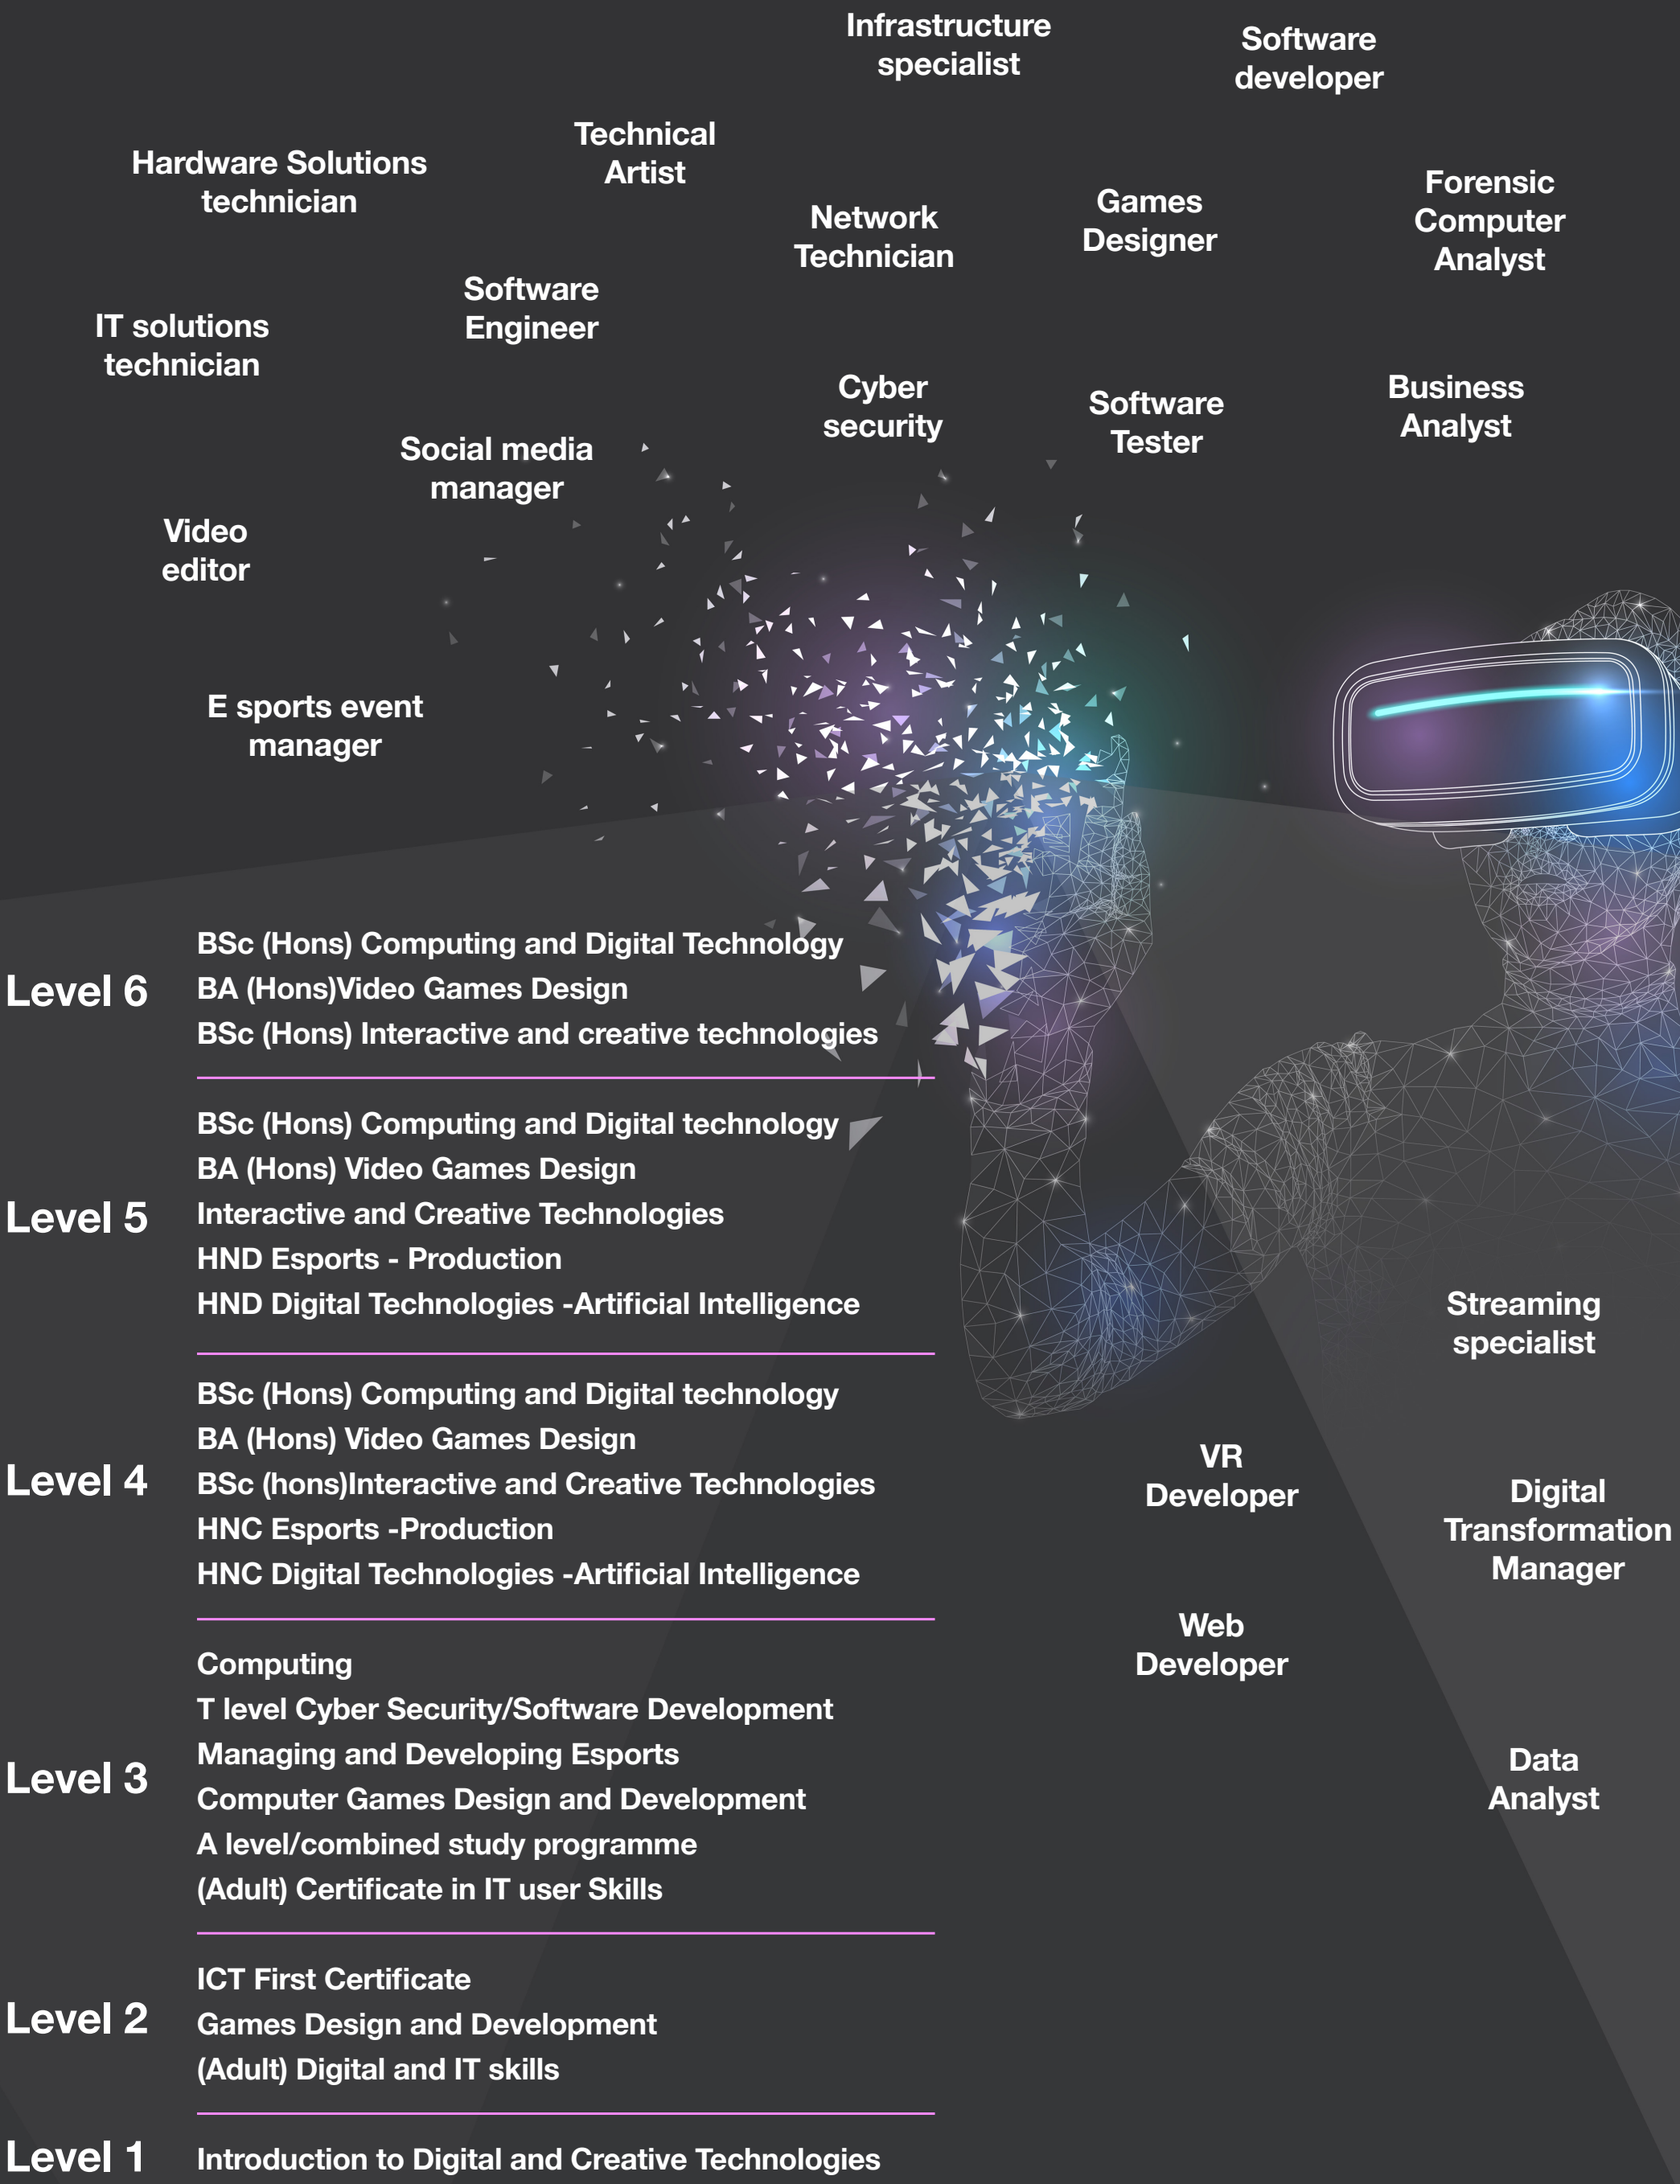 Infrastructure
specialist
Software
developer
Technical
Artist
Hardware Solutions
technician
Forensic
Computer
Analyst
Games
Designer
Network
Technician
Software
Engineer
IT solutions
technician
Cyber
security
Software
Tester
Business
Analyst
Social media
manager
Video
editor
E sports event
manager
Level 6
BSc (Hons) Computing and Digital Technology
BA (Hons)Video Games Design
BSc (Hons) Interactive and creative technologies
Level 5
BSc (Hons) Computing and Digital technology
BA (Hons) Video Games Design
Interactive and Creative Technologies
HND Esports - Production
HND Digital Technologies -Artificial Intelligence
Streaming
specialist
Level 4
BSc (Hons) Computing and Digital technology
BA (Hons) Video Games Design
BSc (hons)Interactive and Creative Technologies
HNC Esports -Production
HNC Digital Technologies -Artificial Intelligence
VR
Developer
Digital
Transformation
Manager
Web
Developer
Level 3
Computing
T level Cyber Security/Software Development
Managing and Developing Esports
Computer Games Design and Development
A level/combined study programme
(Adult) Certificate in IT user Skills
Data
Analyst
Level 2
ICT First Certificate
Games Design and Development
(Adult) Digital and IT skills
Level 1
Introduction to Digital and Creative Technologies